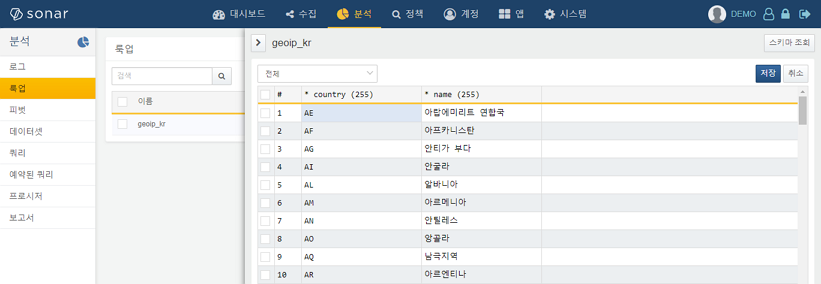 sonar 대시보드 수집 분석 정책 계정 앱 시스템 DEMO
분석
로그
룩업
피벗
데이터셋
쿼리
예약된 쿼리
프로시저
보고서
룩업
검색
이름
geoip_kr
geoip_kr 스키마 조회
전체 저장 취소
# * country (255) * name (255)
1 AE 아랍에미리트 연합국
2 AF 아프카니스탄
3 AG 안티가 부다
4 AI 안굴라
5 AL 알바니아
6 AM 아르메니아
7 AN 안틸레스
8 AO 앙골라
9 AQ 남극지역
10 AR 아르엔티나